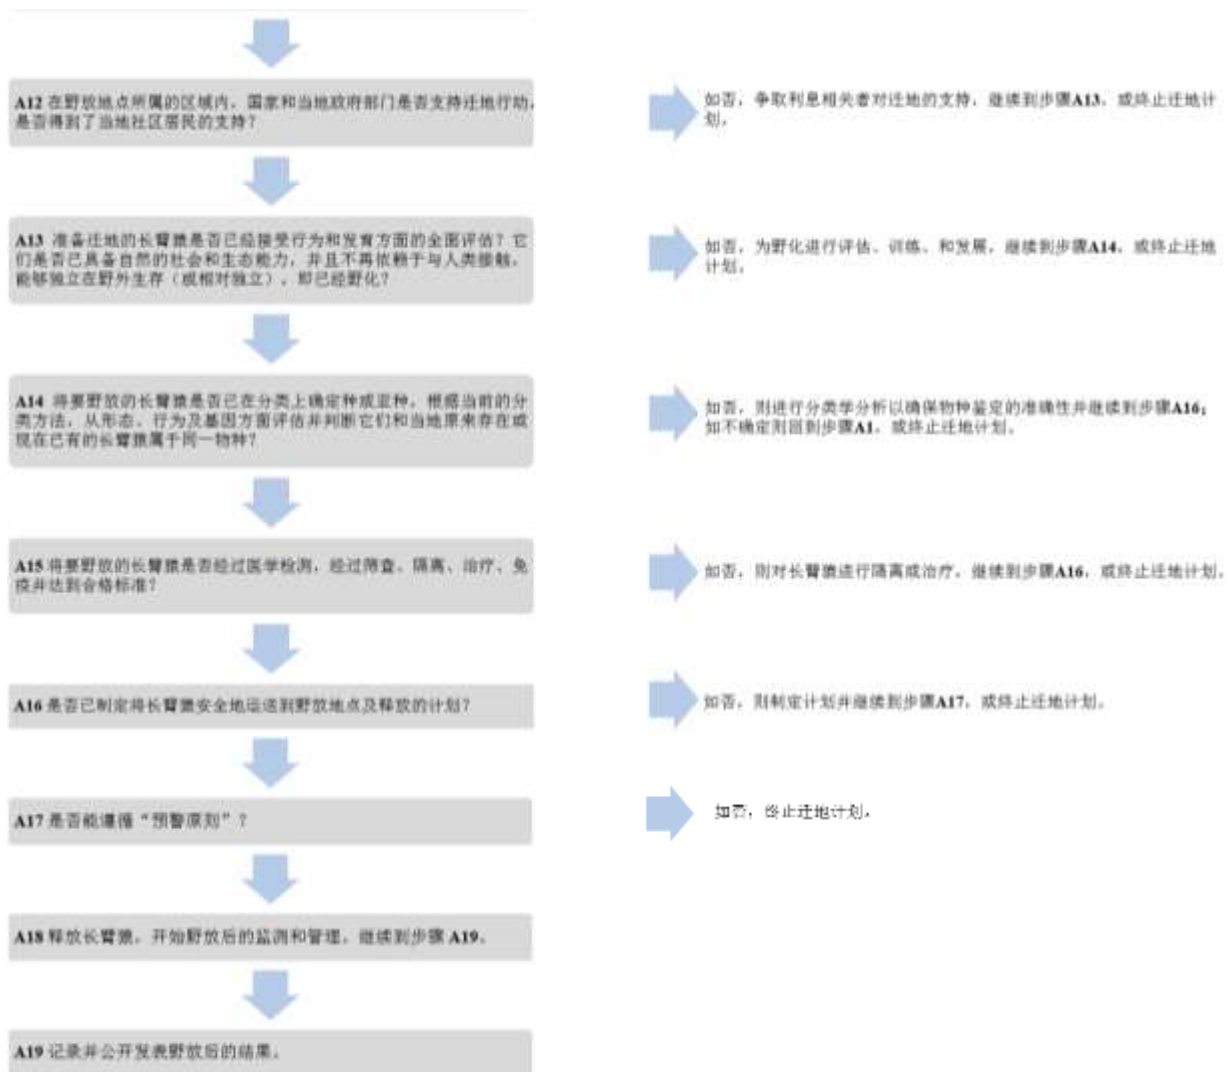 A12 在野放地点所属的区域内，国家和当地政府部门是否支持迁地行动，
是否得到了当地社区居民的支持？
如否，争取利息相关者对迁地的支持，继续到步骤A13，或终止迁地计
划。
A13 准备迁地的长臂猿是否已经接受行为和发育方面的全面评估？它
们是否已具备自然的社会和生态能力，并且不再依赖于与人类接触，
能够独立在野外生存（或相对独立），即已经野化？
如否，为野化进行评估、训练、和发展，继续到步骤A14，或终止迁地
计划。
A14 将要野放的长臂猿是否已在分类上确定种或亚种，根据当前的分
类方法，从形态、行为及基因方面评估并判断它们和当地原来存在或
现在已有的长臂猿属于同一物种？
如否，则进行分类学分析以确保物种鉴定的准确性并继续到步骤A16；
如不确定则回到步骤A1，或终止迁地计划。
A15 将要野放的长臂猿是否经过医学检测，经过筛查、隔离、治疗、免
疫并达到合格标准？
如否，则对长臂猿进行隔离或治疗，继续到步骤A16，或终止迁地计划。
A16 是否已制定将长臂猿安全地运送到野放地点及释放的计划？
如否，则制定计划并继续到步骤A17，或终止迁地计划。
A17 是否能遵循“预警原则”？
如否，终止迁地计划。
A18 释放长臂猿，开始野放后的监测和管理，继续到步骤 A19。
A19 记录并公开发表野放后的结果。